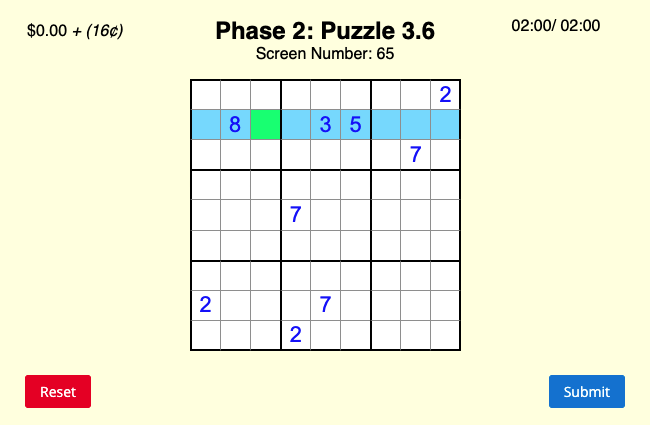 $0.00 + (16¢)
Phase 2: Puzzle 3.6
02:00/ 02:00
Screen Number: 65
2
8 3 5
7
7
2 7
2
Reset
Submit